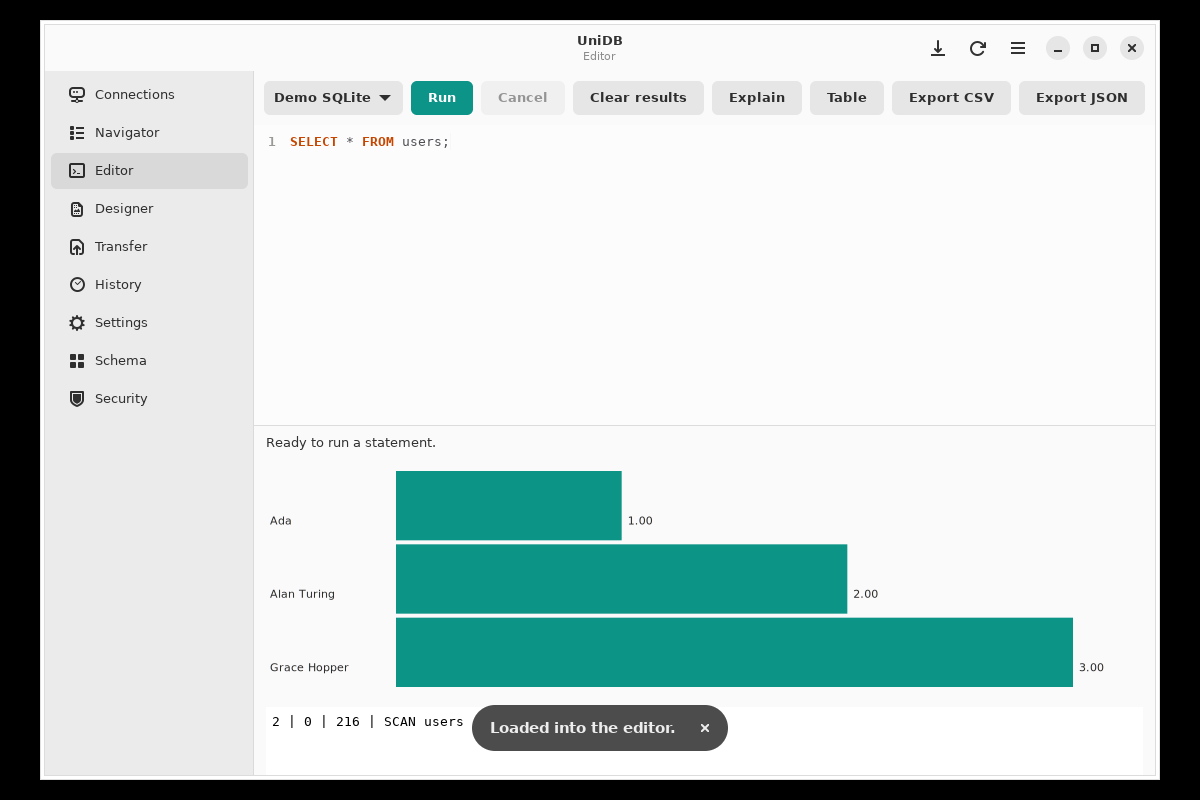 UniDB
Editor
Connections
Navigator
Editor
Designer
Transfer
History
Settings
Schema
Security
Demo SQLite
Run
Cancel
Clear results
Explain
Table
Export CSV
Export JSON
1 SELECT * FROM users;
Ready to run a statement.
Ada 1.00
Alan Turing 2.00
Grace Hopper 3.00
2 | 0 | 216 | SCAN users
Loaded into the editor.